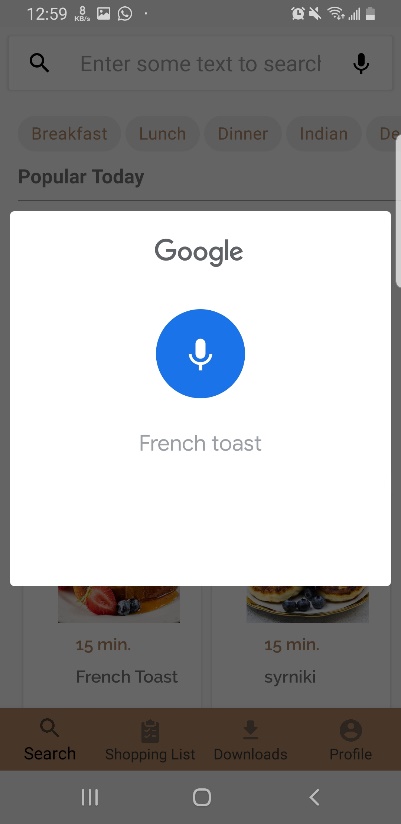 12:59 8 KB/s
Enter some text to search
Breakfast Lunch Dinner Indian De
Popular Today
Google
French toast
15 min. 15 min.
French Toast syrniki
Search Shopping List Downloads Profile